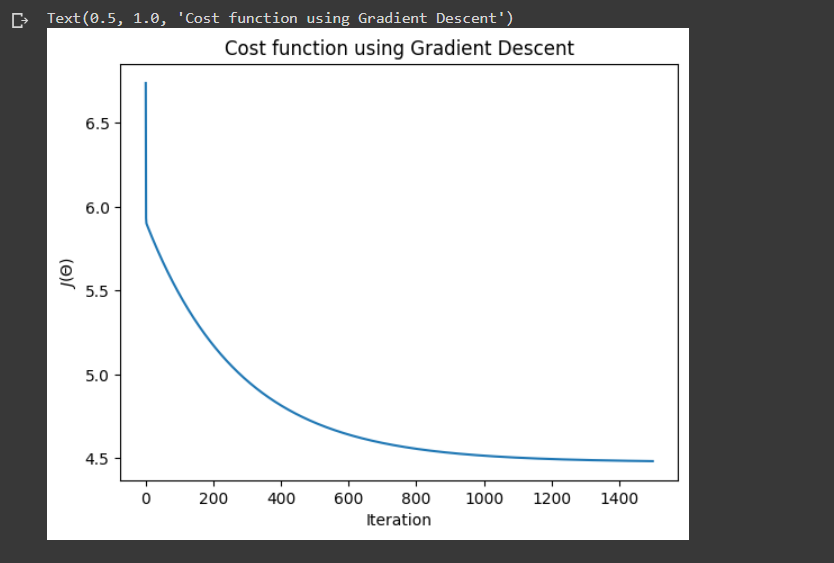 Text(0.5, 1.0, 'Cost function using Gradient Descent')
Cost function using Gradient Descent
6.5
6.0
5.5
5.0
4.5
J(Θ)
0 200 400 600 800 1000 1200 1400
Iteration